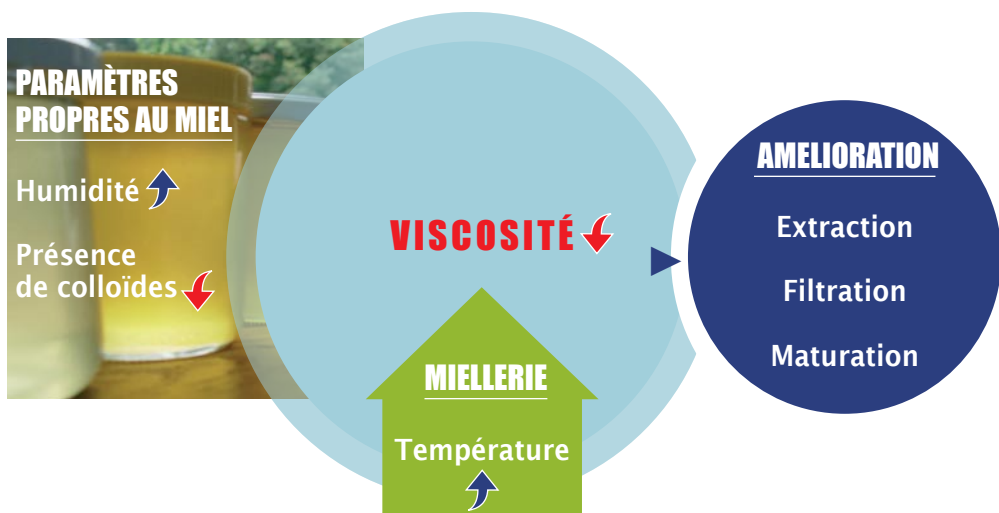 PARAMÈTRES
PROPRES AU MIEL
Humidité
Présence
de colloïdes
VISCOSITÉ
MIELLERIE
Température
AMELIORATION
Extraction
Filtration
Maturation